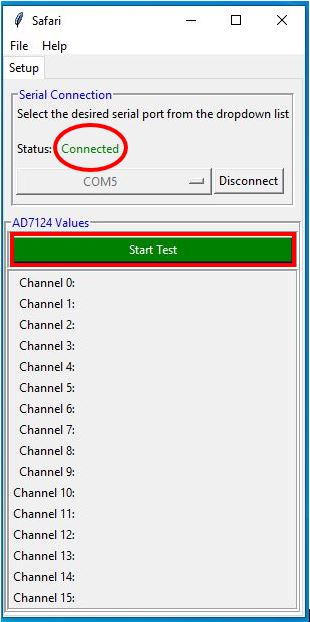 Safari
File Help
Setup
Serial Connection
Select the desired serial port from the dropdown list
Status: Connected
COM5 Disconnect
AD7124 Values
Start Test
Channel 0:
Channel 1:
Channel 2:
Channel 3:
Channel 4:
Channel 5:
Channel 6:
Channel 7:
Channel 8:
Channel 9:
Channel 10:
Channel 11:
Channel 12:
Channel 13:
Channel 14:
Channel 15: